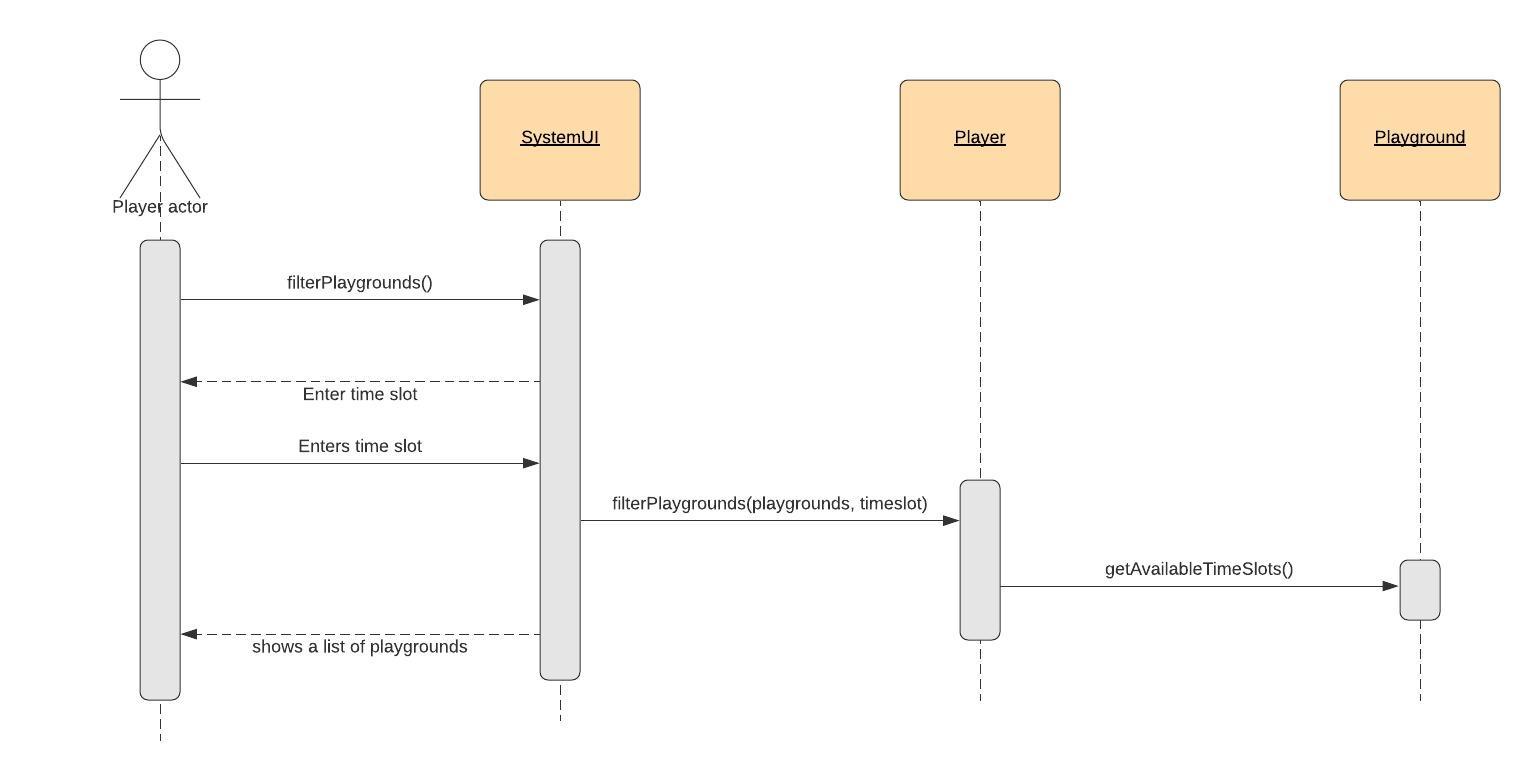 SystemUI
Player
Playground
Player actor
filterPlaygrounds()
Enter time slot
Enters time slot
filterPlaygrounds(playgrounds, timeslot)
getAvailableTimeSlots()
shows a list of playgrounds